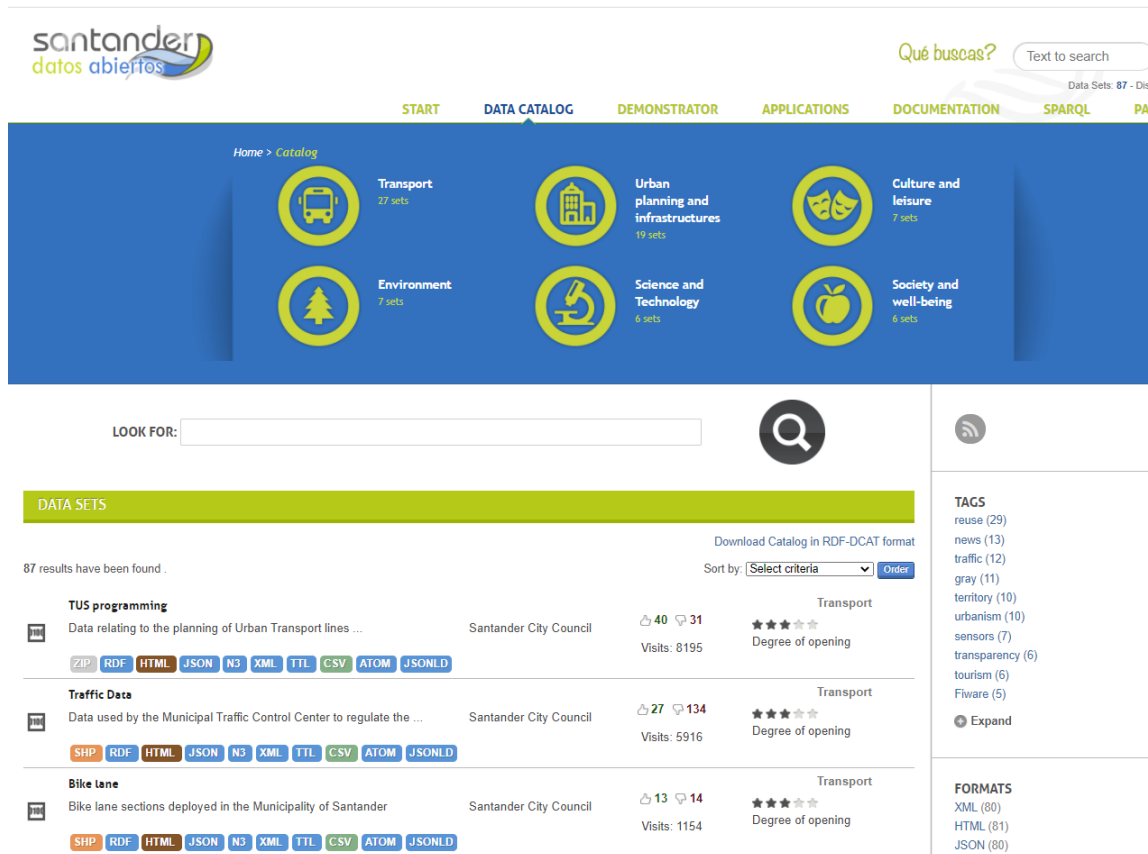 santander
datos abiertos
Qué buscas?
Text to search
Data Sets: 87 - Dis
START
DATA CATALOG
DEMONSTRATOR
APPLICATIONS
DOCUMENTATION
SPARQL
PA
Home > Catalog
Transport
27 sets
Urban
planning and
infrastructures
19 sets
Culture and
leisure
7 sets
Environment
7 sets
Science and
Technology
6 sets
Society and
well-being
6 sets
LOOK FOR:
DATA SETS
Download Catalog in RDF-DCAT format
87 results have been found .
Sort by: Select criteria Order
TUS programming
Transport
Data relating to the planning of Urban Transport lines ...
Santander City Council
40 31
Visits: 8195
Degree of opening
ZIP RDF HTML JSON N3 XML TTL CSV ATOM JSONLD
Traffic Data
Transport
Data used by the Municipal Traffic Control Center to regulate the ...
Santander City Council
27 134
Visits: 5916
Degree of opening
SHP RDF HTML JSON N3 XML TTL CSV ATOM JSONLD
Bike lane
Transport
Bike lane sections deployed in the Municipality of Santander
Santander City Council
13 14
Visits: 1154
Degree of opening
SHP RDF HTML JSON N3 XML TTL CSV ATOM JSONLD
TAGS
reuse (29)
news (13)
traffic (12)
gray (11)
territory (10)
urbanism (10)
sensors (7)
transparency (6)
tourism (6)
Fiware (5)
Expand
FORMATS
XML (80)
HTML (81)
JSON (80)